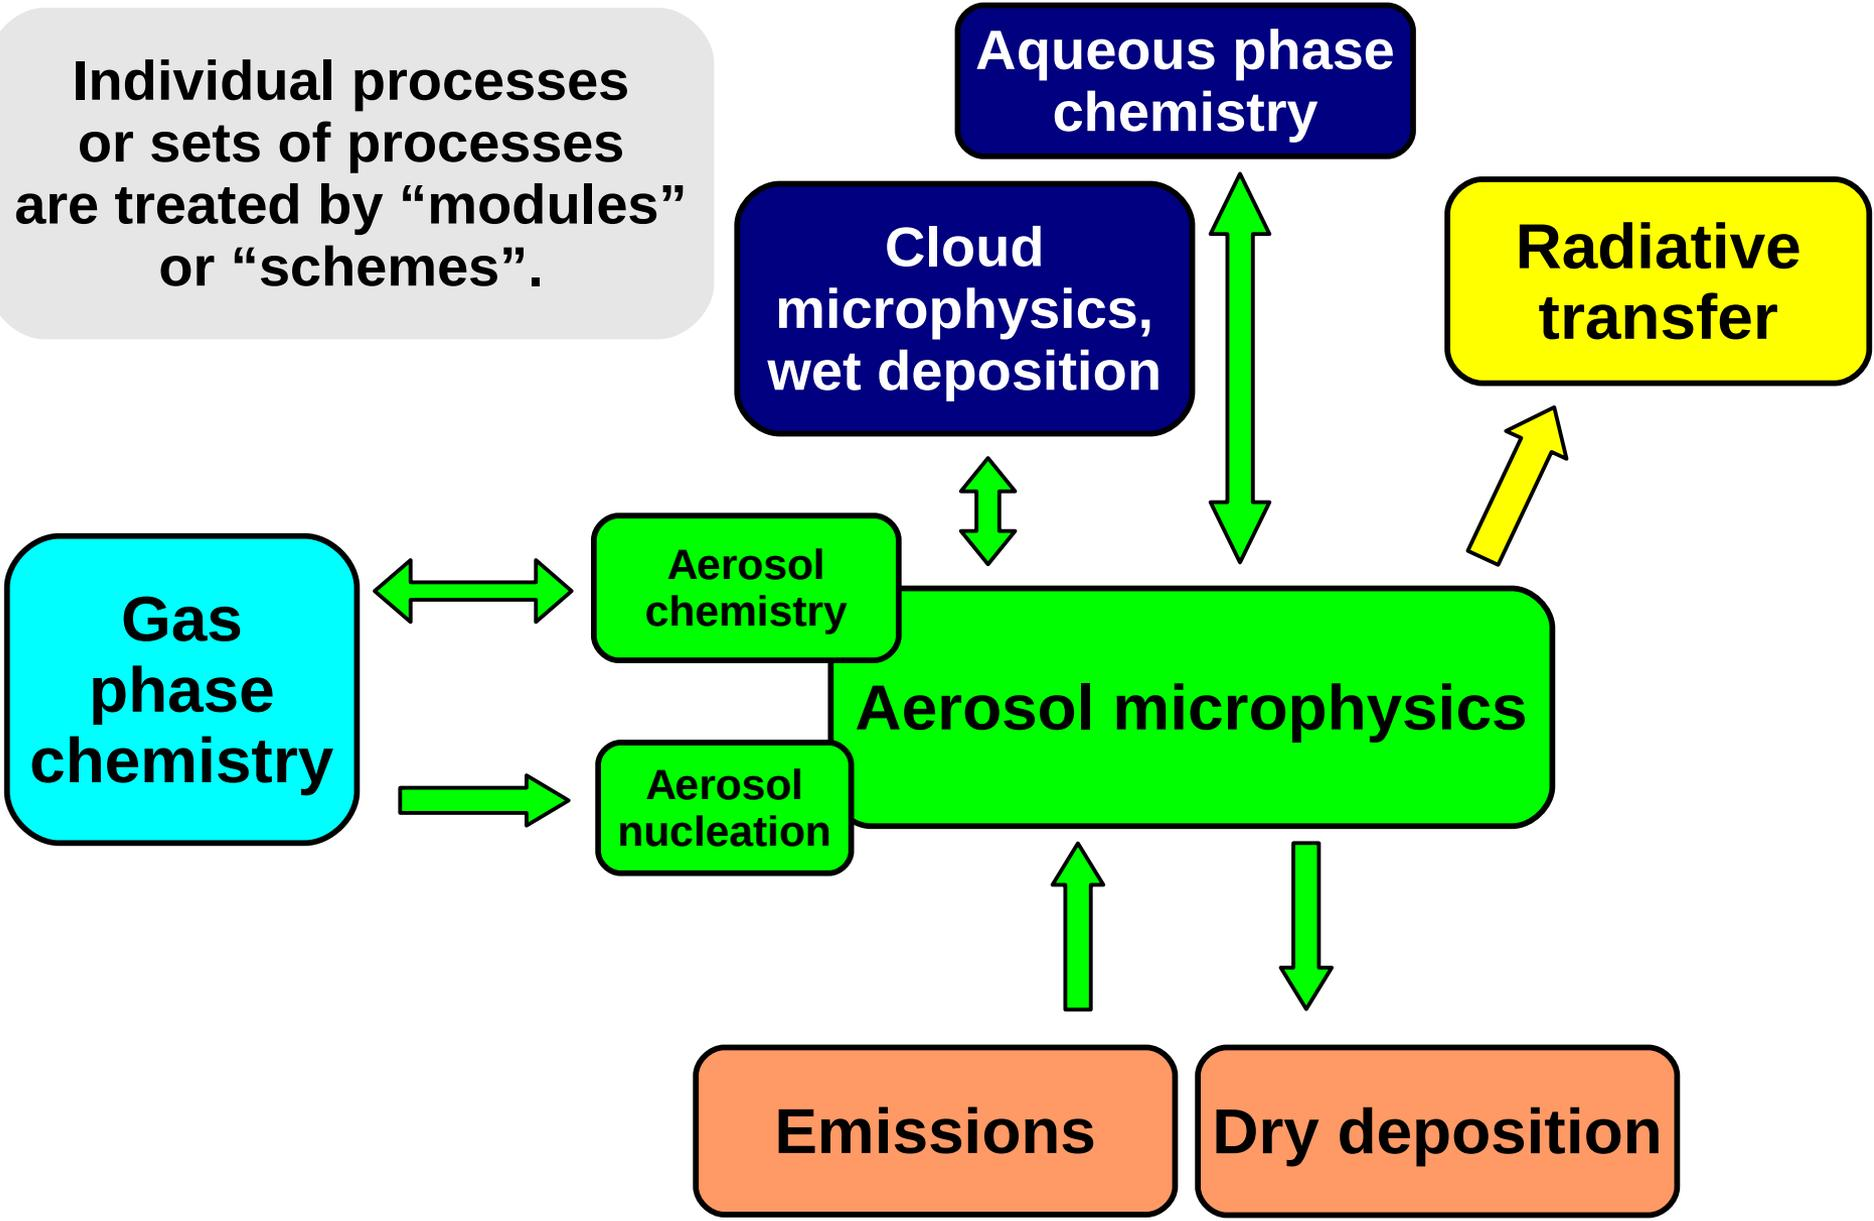 Individual processes
or sets of processes
are treated by “modules”
or “schemes”.
Aqueous phase
chemistry
Cloud
microphysics,
wet deposition
Radiative
transfer
Gas
phase
chemistry
Aerosol
chemistry
Aerosol microphysics
Aerosol
nucleation
Emissions
Dry deposition